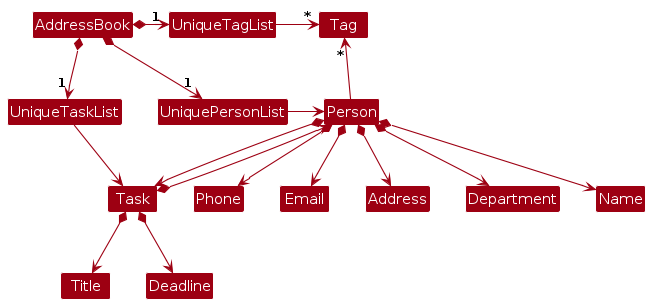 AddressBook
1
UniqueTagList
*
Tag
*
1
1
UniqueTaskList
UniquePersonList
Person
Task
Phone
Email
Address
Department
Name
Title
Deadline